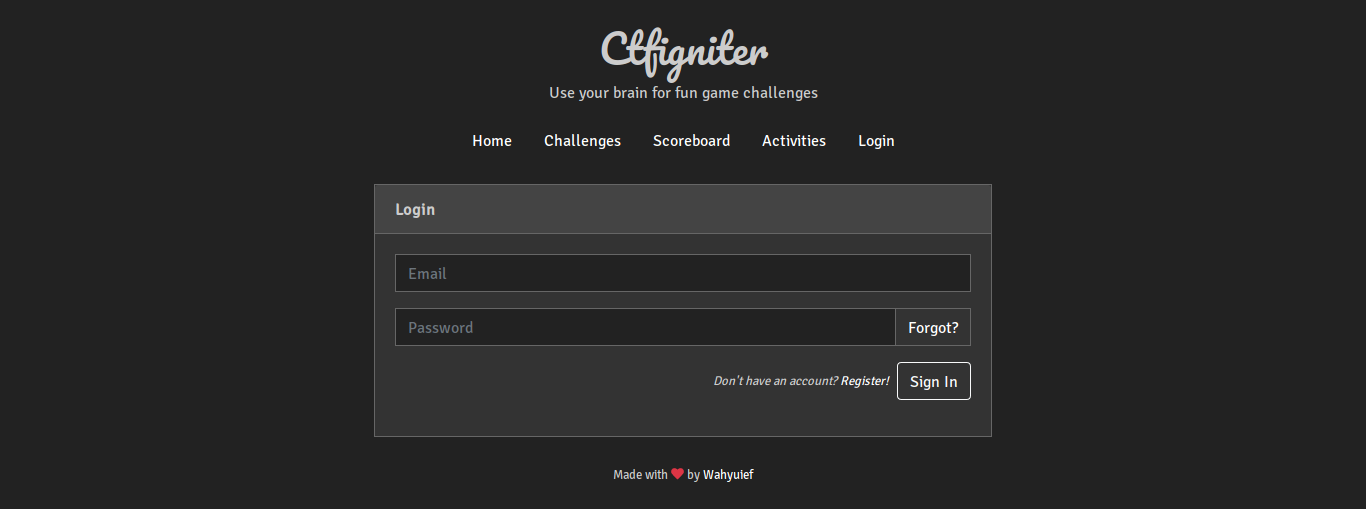 Ctfigniter
Use your brain for fun game challenges
Home Challenges Scoreboard Activities Login
Login
Email
Password Forgot?
Don't have an account? Register! Sign In
Made with ❤ by Wahyuief